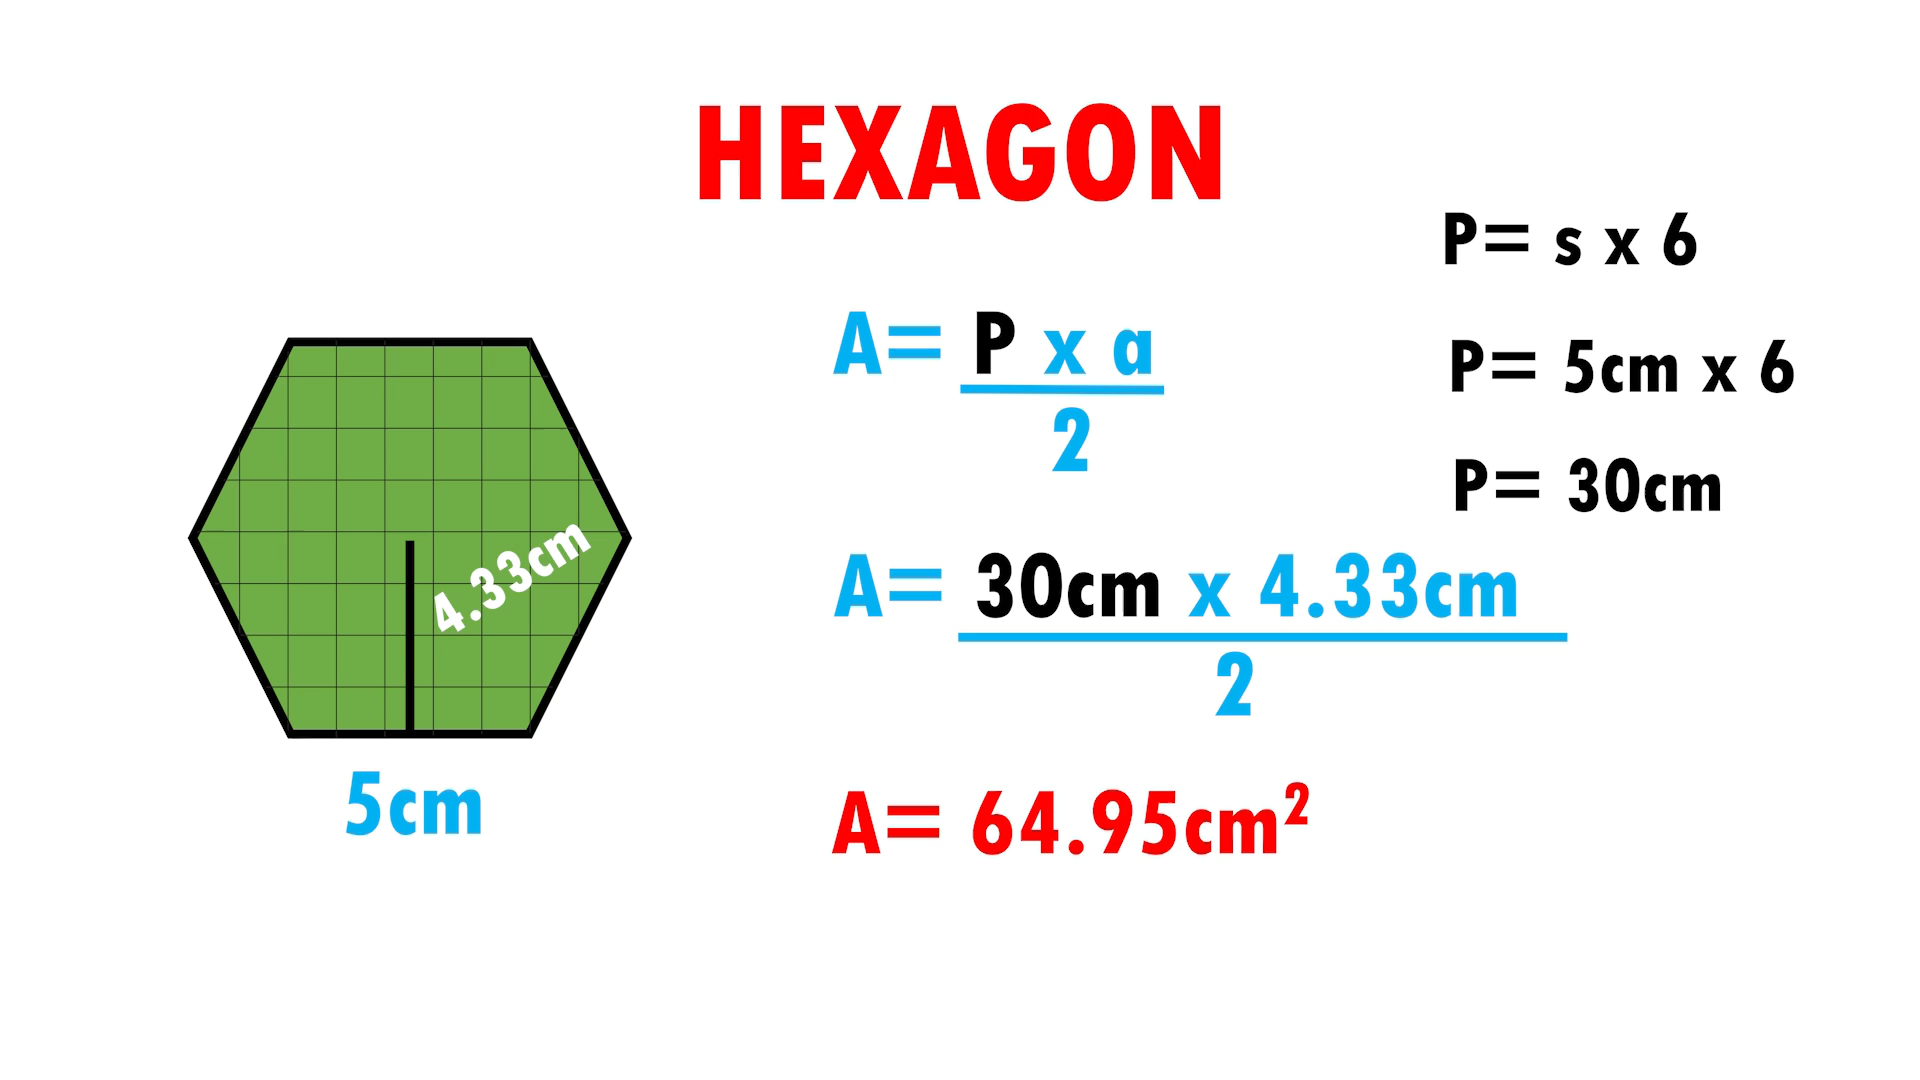 HEXAGON
P= s x 6
A= P x a
2
P= 5cm x 6
P= 30cm
A= 30cm x 4.33cm
2
A= 64.95cm²
4.33cm
5cm